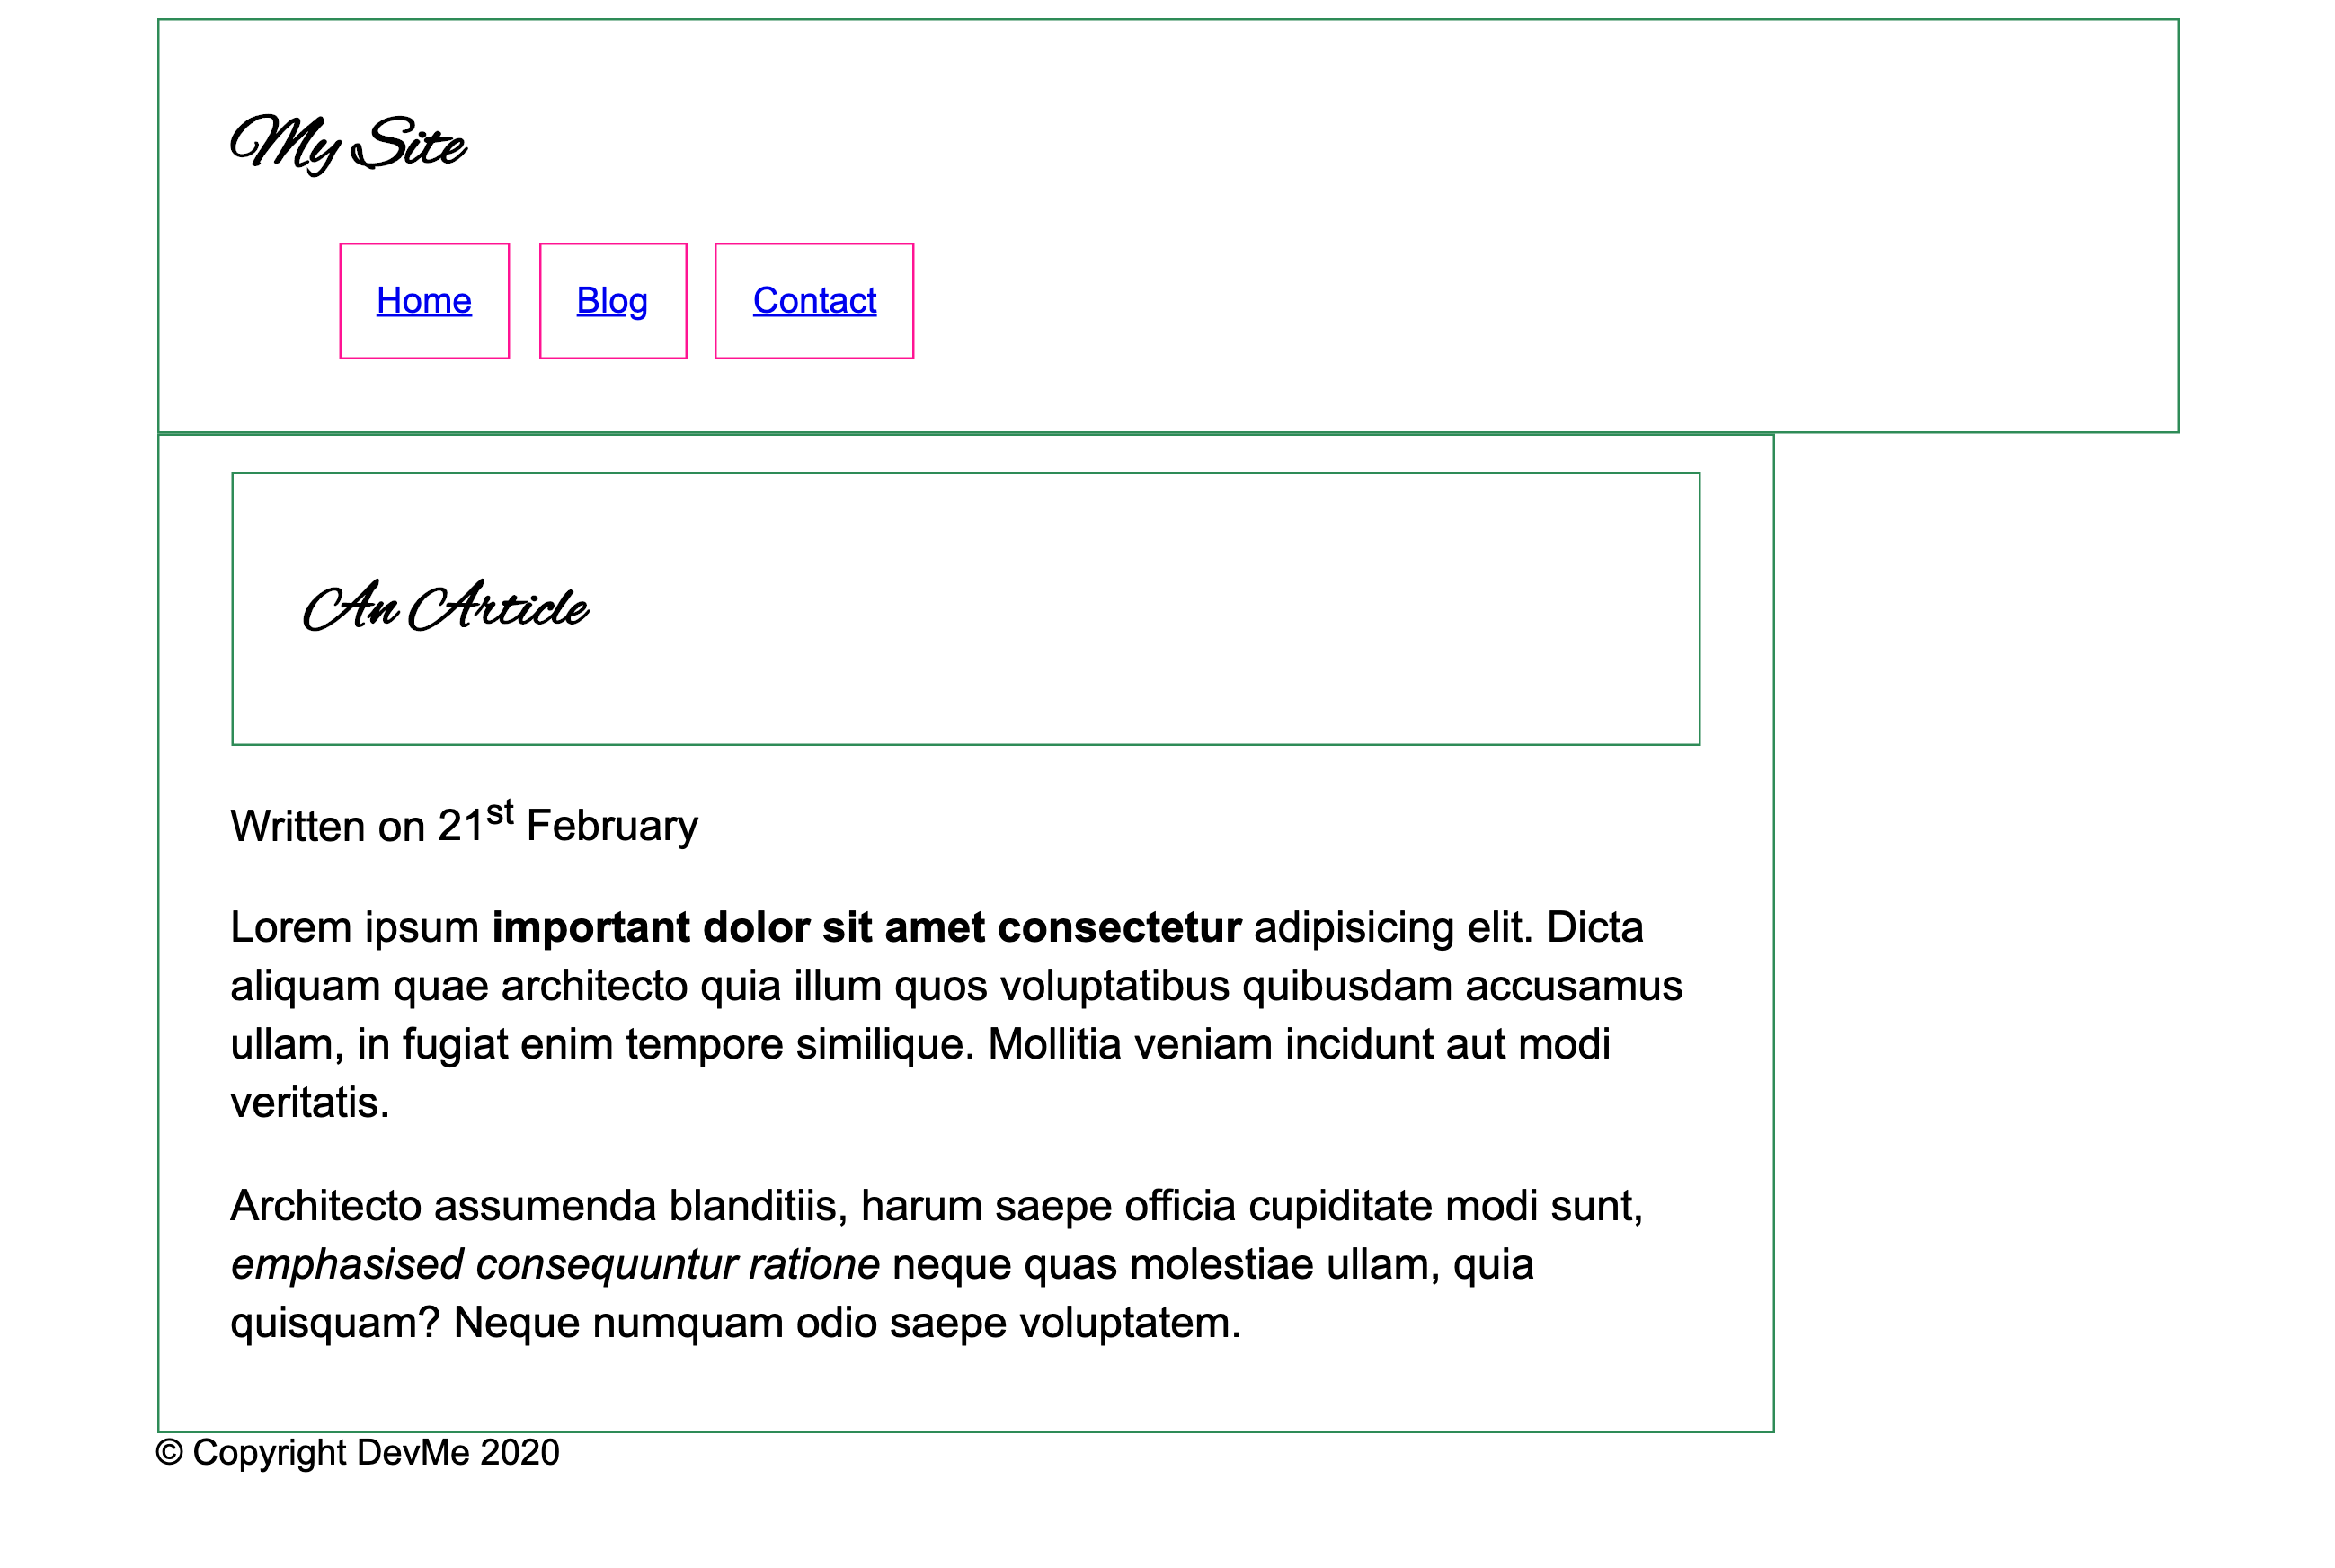 My Site
Home Blog Contact
An Article
Written on 21st February
Lorem ipsum important dolor sit amet consectetur adipisicing elit. Dicta
aliquam quae architecto quia illum quos voluptatibus quibusdam accusamus
ullam, in fugiat enim tempore similique. Mollitia veniam incidunt aut modi
veritatis.
Architecto assumenda blanditiis, harum saepe officia cupiditate modi sunt,
emphasised consequuntur ratione neque quas molestiae ullam, quia
quisquam? Neque numquam odio saepe voluptatem.
© Copyright DevMe 2020